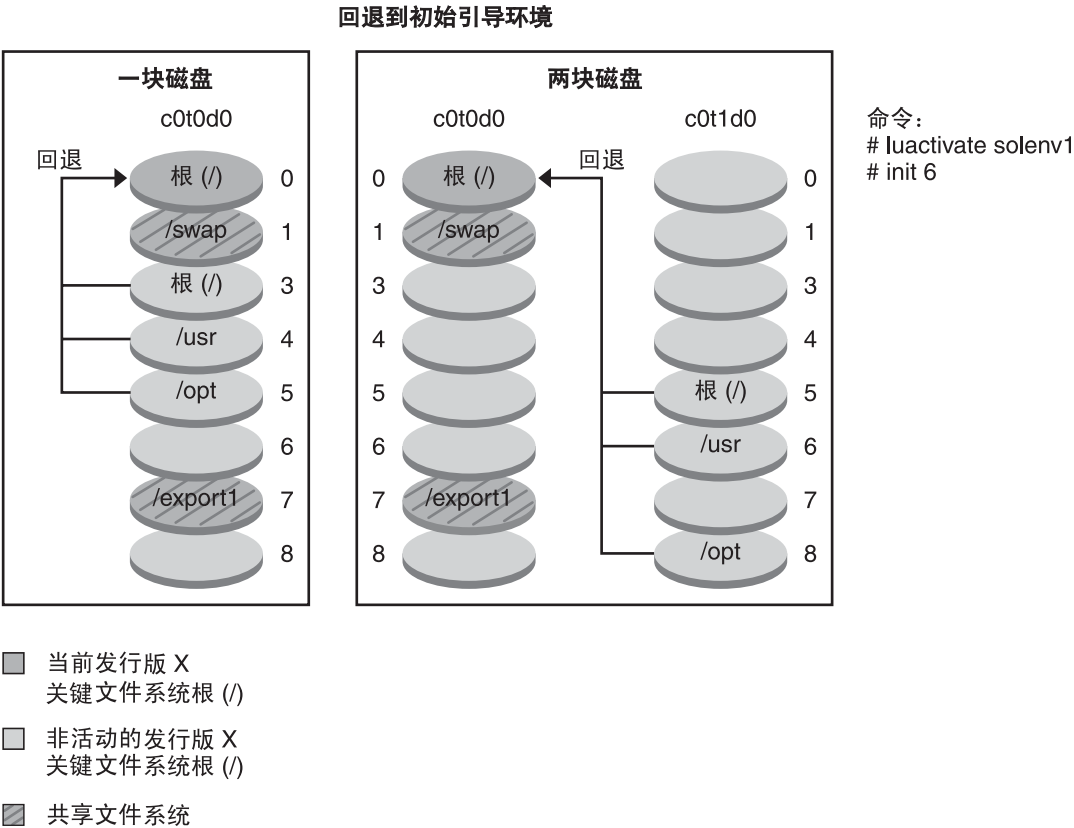 回退到初始引导环境
一块磁盘
c0t0d0
回退
根 (/) 0
/swap 1
根 (/) 3
/usr 4
/opt 5
6
/export1 7
8
两块磁盘
c0t0d0 c0t1d0
回退
0 根 (/) 0
1 /swap 1
3 3
4 4
5 根 (/) 5
6 /usr 6
7 /export1 7
8 /opt 8
命令：
# luactivate solenv1
# init 6
当前发行版 X
关键文件系统根 (/)
非活动的发行版 X
关键文件系统根 (/)
共享文件系统